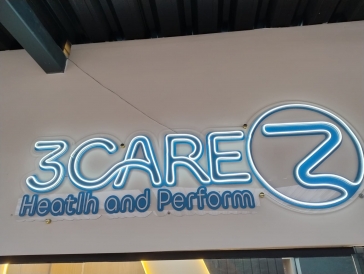 3CARE
Heatlh and Perform